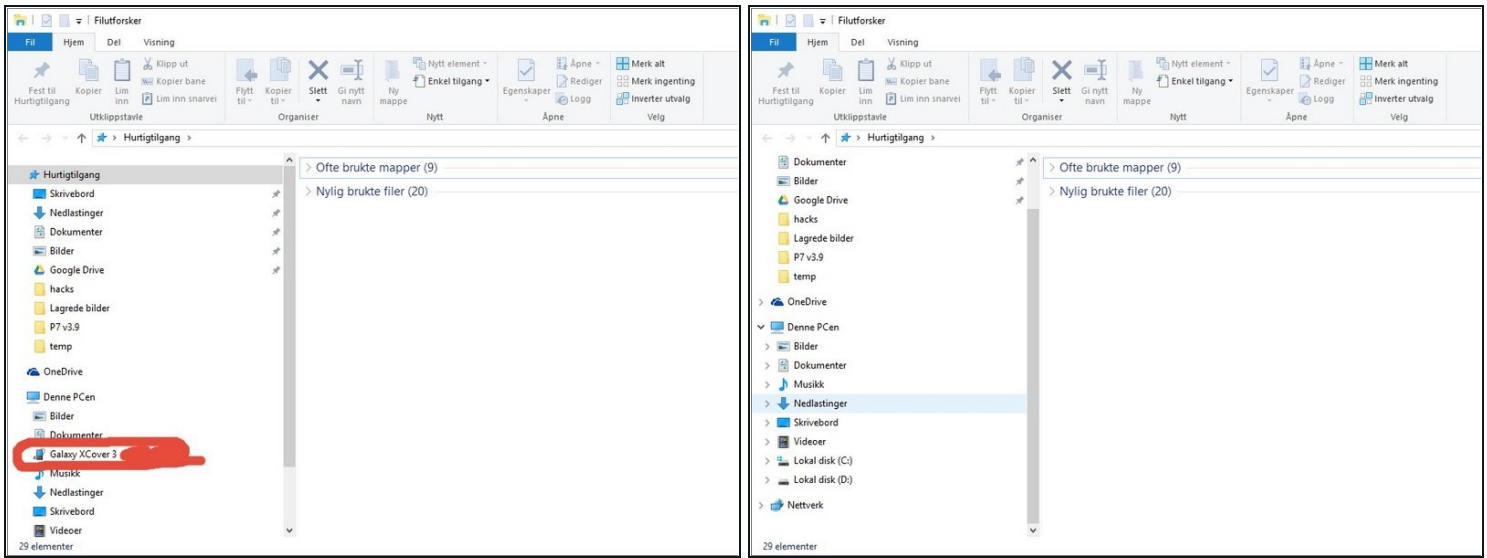 Filutforsker
Fil Hjem Del Visning
Fest til Hurtigtilgang
Kopier
Lim inn
Klipp ut
Kopier bane
Lim inn snarvei
Utklippstavle
Flytt til
Kopier til
Slett
Gi nytt navn
Organiser
Ny mappe
Nytt element
Enkel tilgang
Nytt
Egenskaper
Åpne
Rediger
Logg
Åpne
Merk alt
Merk ingenting
Inverter utvalg
Velg
Hurtigtilgang
Hurtigtilgang
Skrivebord
Nedlastinger
Dokumenter
Bilder
Google Drive
hacks
Lagrede bilder
P7 v3.9
temp
OneDrive
Denne PCen
Bilder
Dokumenter
Galaxy XCover 3
Musikk
Nedlastinger
Skrivebord
Videoer
Ofte brukte mapper (9)
Nylig brukte filer (20)
29 elementer
Filutforsker
Fil Hjem Del Visning
Fest til Hurtigtilgang
Kopier
Lim inn
Klipp ut
Kopier bane
Lim inn snarvei
Utklippstavle
Flytt til
Kopier til
Slett
Gi nytt navn
Organiser
Ny mappe
Nytt element
Enkel tilgang
Nytt
Egenskaper
Åpne
Rediger
Logg
Åpne
Merk alt
Merk ingenting
Inverter utvalg
Velg
Hurtigtilgang
Dokumenter
Bilder
Google Drive
hacks
Lagrede bilder
P7 v3.9
temp
OneDrive
Denne PCen
Bilder
Dokumenter
Musikk
Nedlastinger
Skrivebord
Videoer
Lokal disk (C:)
Lokal disk (D:)
Nettverk
Ofte brukte mapper (9)
Nylig brukte filer (20)
29 elementer